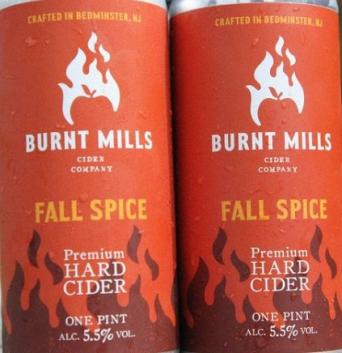 CRAFTED IN BEDMINSTER, NJ
BURNT MILLS
CIDER
COMPANY
FALL SPICE
Premium
HARD
CIDER
ONE PINT
ALC. 5.5% VOL.
CRAFTED IN BEDMINSTER, NJ
BURNT MILLS
CIDER
COMPANY
FALL SPICE
Premium
HARD
CIDER
ONE PINT
ALC. 5.5% VOL.